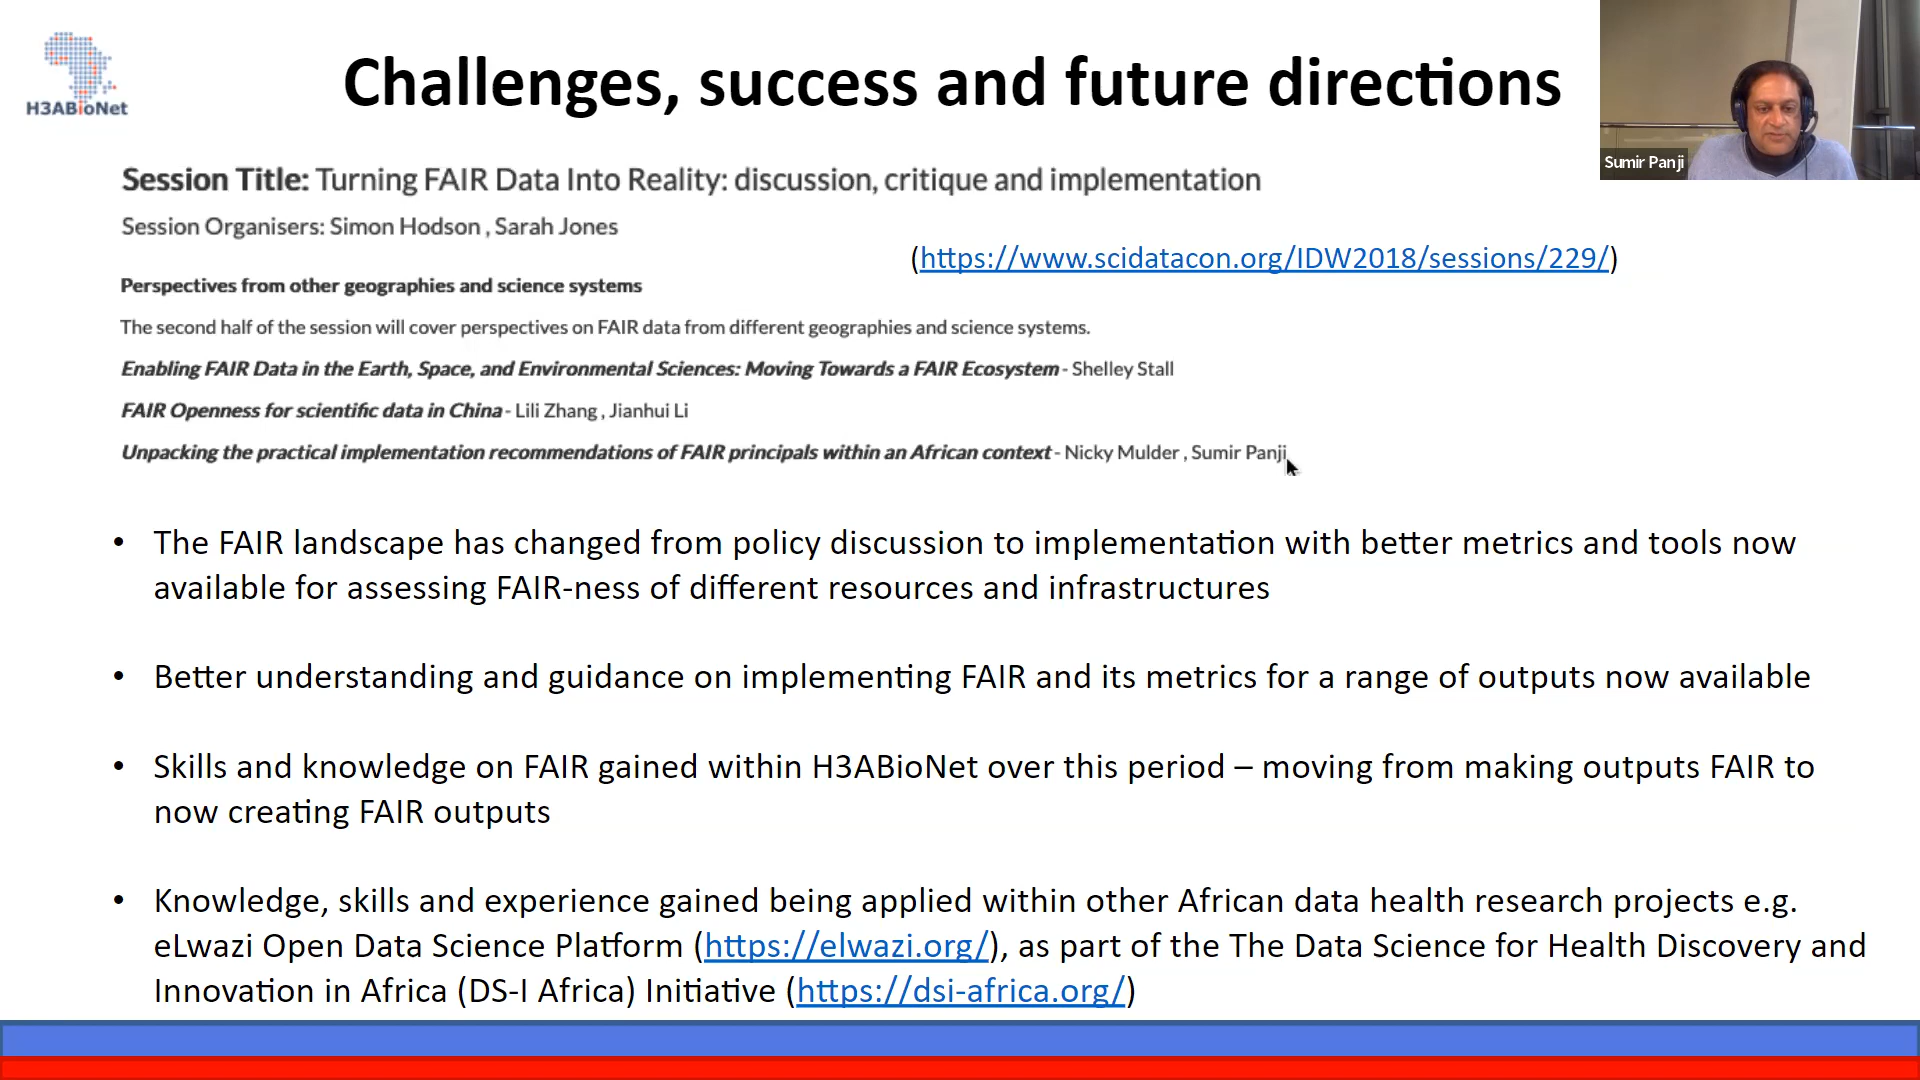 H3ABioNet
Challenges, success and future directions
Sumir Panji
Session Title: Turning FAIR Data Into Reality: discussion, critique and implementation
Session Organisers: Simon Hodson , Sarah Jones
(https://www.scidatacon.org/IDW2018/sessions/229/)
Perspectives from other geographies and science systems
The second half of the session will cover perspectives on FAIR data from different geographies and science systems.
Enabling FAIR Data in the Earth, Space, and Environmental Sciences: Moving Towards a FAIR Ecosystem - Shelley Stall
FAIR Openness for scientific data in China - Lili Zhang , Jianhui Li
Unpacking the practical implementation recommendations of FAIR principals within an African context - Nicky Mulder , Sumir Panji
• The FAIR landscape has changed from policy discussion to implementation with better metrics and tools now
available for assessing FAIR-ness of different resources and infrastructures
• Better understanding and guidance on implementing FAIR and its metrics for a range of outputs now available
• Skills and knowledge on FAIR gained within H3ABioNet over this period – moving from making outputs FAIR to
now creating FAIR outputs
• Knowledge, skills and experience gained being applied within other African data health research projects e.g.
eLwazi Open Data Science Platform (https://elwazi.org/), as part of the The Data Science for Health Discovery and
Innovation in Africa (DS-I Africa) Initiative (https://dsi-africa.org/)